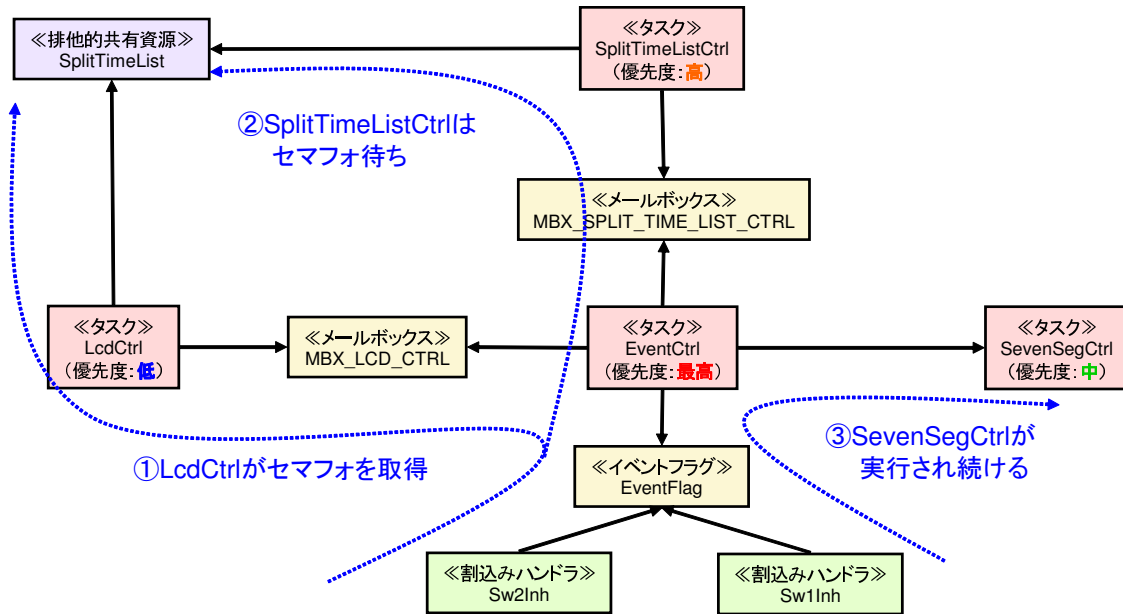 ≪排他的共有資源≫
SplitTimeList
≪タスク≫
SplitTimeListCtrl
(優先度:高)
②SplitTimeListCtrlは
セマフォ待ち
≪メールボックス≫
MBX_SPLIT_TIME_LIST_CTRL
≪タスク≫
LcdCtrl
(優先度:低)
≪メールボックス≫
MBX_LCD_CTRL
≪タスク≫
EventCtrl
(優先度:最高)
≪タスク≫
SevenSegCtrl
(優先度:中)
①LcdCtrlがセマフォを取得
③SevenSegCtrlが
実行され続ける
≪イベントフラグ≫
EventFlag
≪割込みハンドラ≫
Sw2Inh
≪割込みハンドラ≫
Sw1Inh